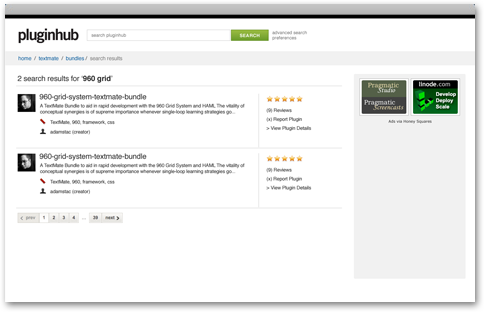 pluginhub
search pluginhub
SEARCH
advanced search
preferences
home / textmate / bundles / search results
2 search results for '960 grid'
960-grid-system-textmate-bundle
A TextMate Bundle to aid in rapid development with the 960 Grid System and HAML The vitality of
conceptual synergies is of supreme importance whenever single-loop learning strategies go...
TextMate, 960, framework, css
adamstac (creator)
(9) Reviews
(x) Report Plugin
> View Plugin Details
960-grid-system-textmate-bundle
A TextMate Bundle to aid in rapid development with the 960 Grid System and HAML The vitality of
conceptual synergies is of supreme importance whenever single-loop learning strategies go...
TextMate, 960, framework, css
adamstac (creator)
(9) Reviews
(x) Report Plugin
> View Plugin Details
< prev 1 2 3 4 ... 38 next >
Pragmatic
Studio
Pragmatic
Screencasts
linode.com
Develop
Deploy
Scale
Ads via Honey Squares